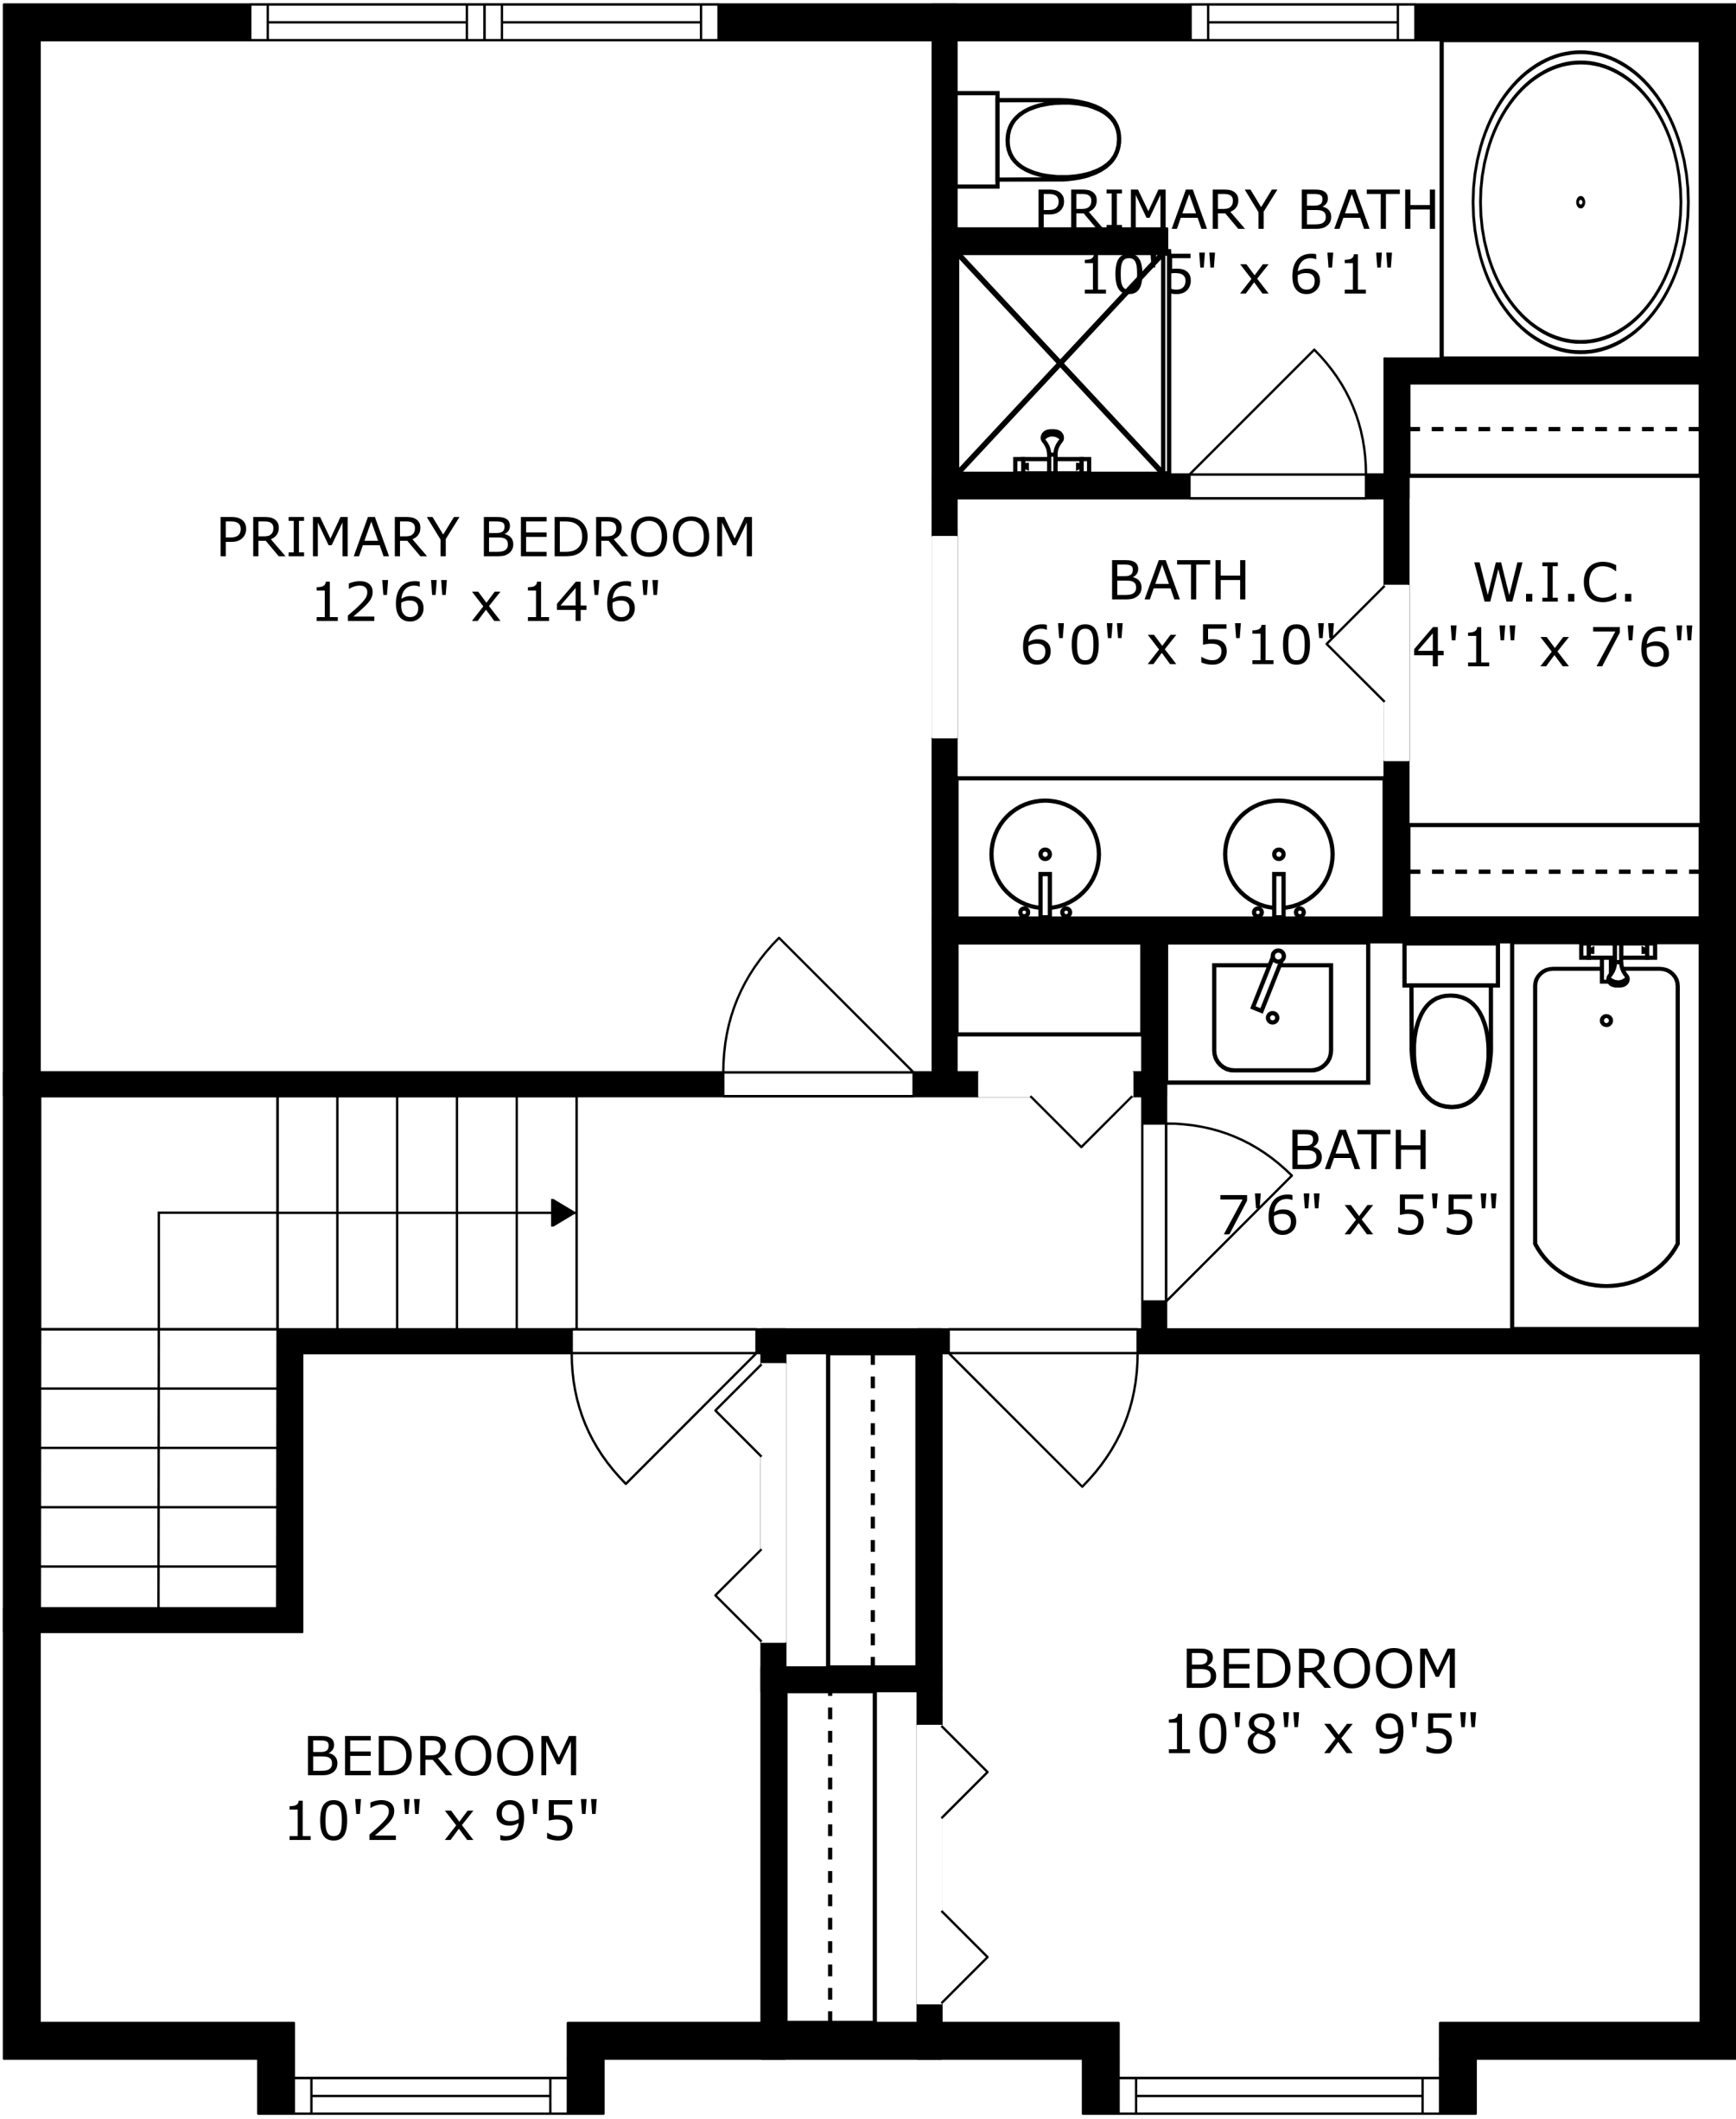 PRIMARY BATH
10'5" x 6'1"
PRIMARY BEDROOM
12'6" x 14'6"
BATH
6'0" x 5'10"
W.I.C.
4'1" x 7'6"
BATH
7'6" x 5'5"
BEDROOM
10'8" x 9'5"
BEDROOM
10'2" x 9'5"